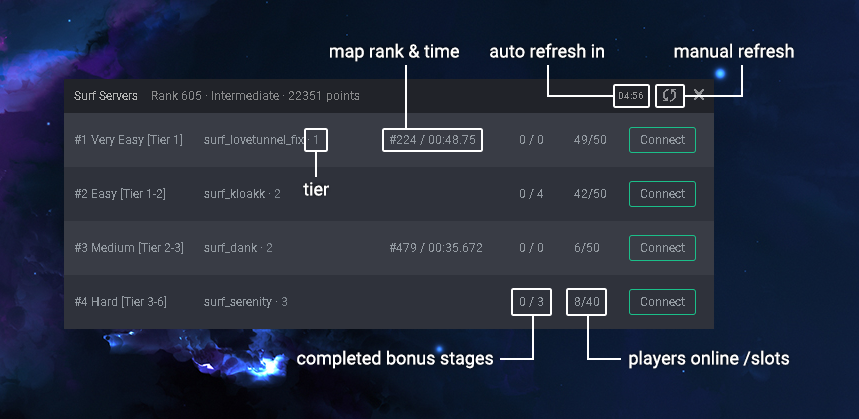 map rank & time auto refresh in manual refresh
Surf Servers Rank 605 · Intermediate · 22351 points 04:56
#1 Very Easy [Tier 1] surf_lovetunnel_fix · 1 #224 / 00:48.75 0 / 0 49/50 Connect
tier
#2 Easy [Tier 1-2] surf_kloakk · 2 0 / 4 42/50 Connect
#3 Medium [Tier 2-3] surf_dank · 2 #479 / 00:35.672 0 / 0 6/50 Connect
#4 Hard [Tier 3-6] surf_serenity · 3 0 / 3 8/40 Connect
completed bonus stages players online /slots